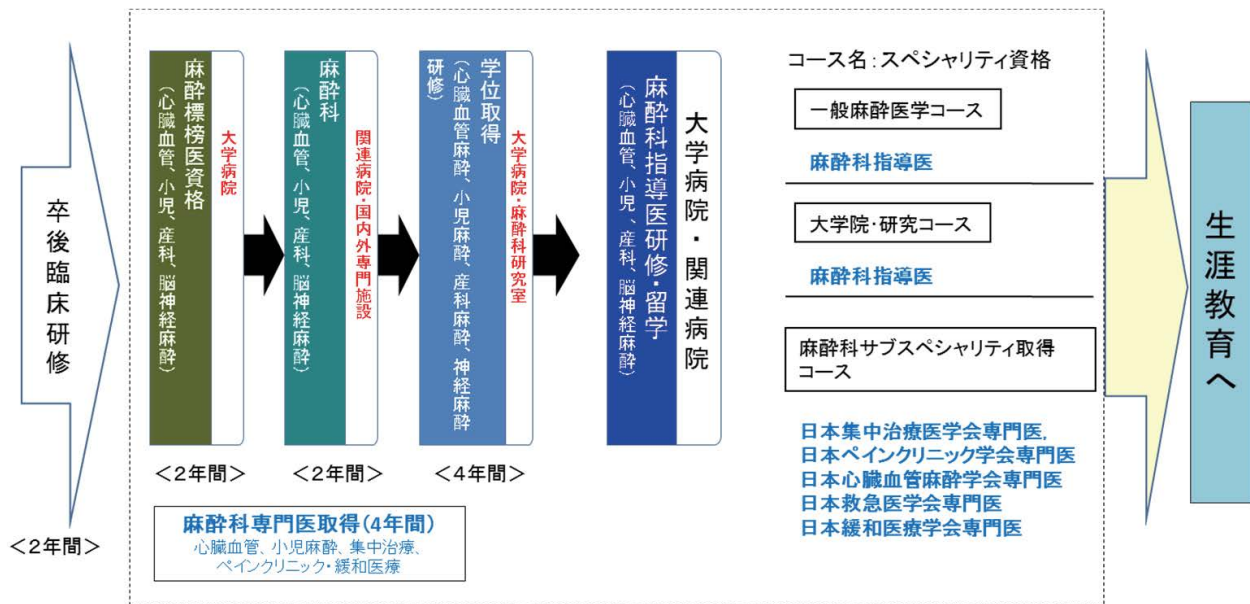 卒後臨床研修
＜2年間＞
麻酔標榜医資格
（心臓血管、小児、産科、脳神経麻酔）
大学病院
＜2年間＞
麻酔科
（心臓血管、小児、産科、脳神経麻酔）
関連病院・国内外専門施設
＜2年間＞
学位取得
（心臓血管麻酔、小児麻酔、産科麻酔、神経麻酔
研修）
大学病院・麻酔科研究室
＜4年間＞
麻酔科専門医取得(4年間)
心臓血管、小児麻酔、集中治療、
ペインクリニック・緩和医療
麻酔科指導医研修・留学
（心臓血管、小児、産科、脳神経麻酔）
大学病院・関連病院
コース名：スペシャリティ資格
一般麻酔医学コース
麻酔科指導医
大学院・研究コース
麻酔科指導医
麻酔科サブスペシャリティ取得
コース
日本集中治療医学会専門医,
日本ペインクリニック学会専門医
日本心臓血管麻酔学会専門医
日本救急医学会専門医
日本緩和医療学会専門医
生涯教育へ